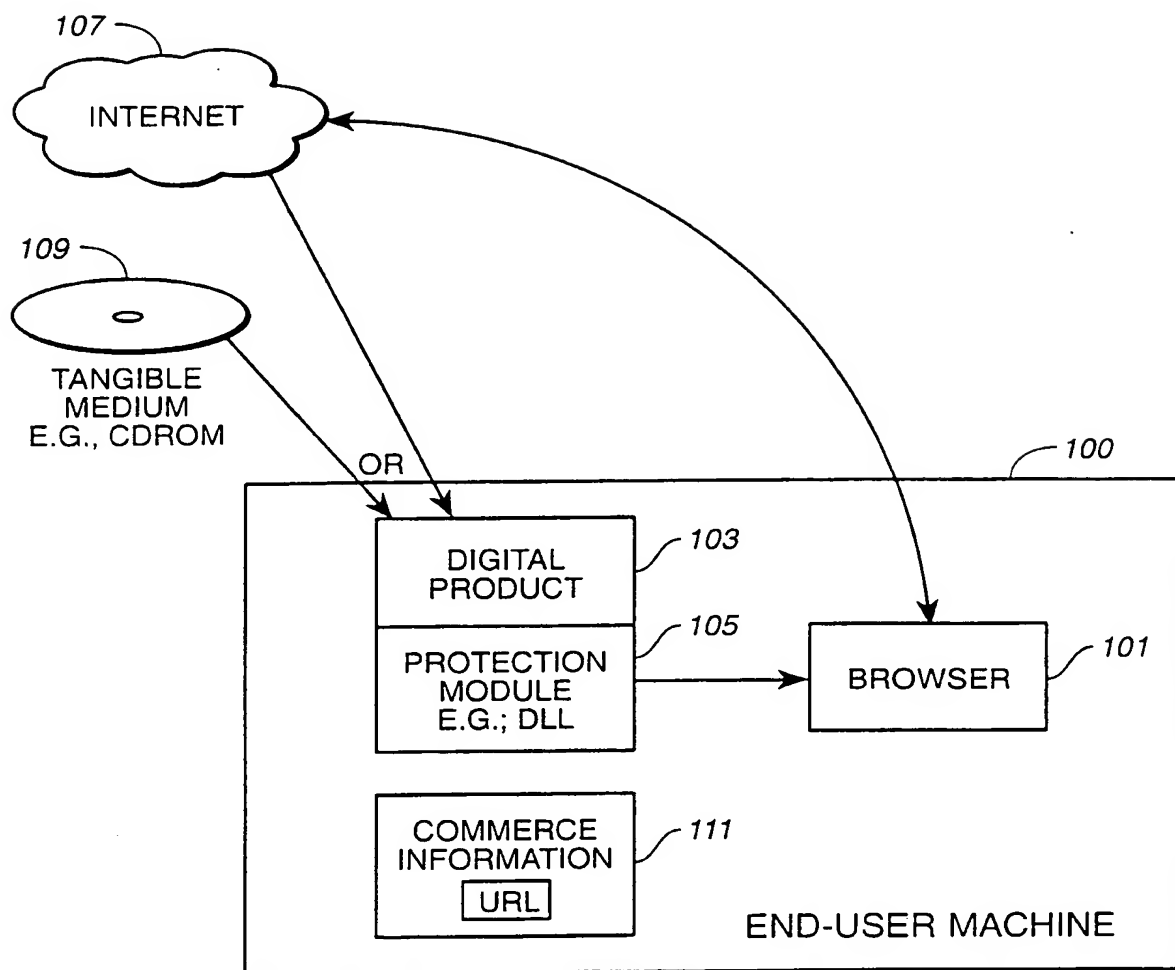 107
INTERNET
109
TANGIBLE
MEDIUM
E.G., CDROM
OR
100
DIGITAL
PRODUCT
103
PROTECTION
MODULE
E.G.; DLL
105
BROWSER
101
COMMERCE
INFORMATION
URL
111
END-USER MACHINE